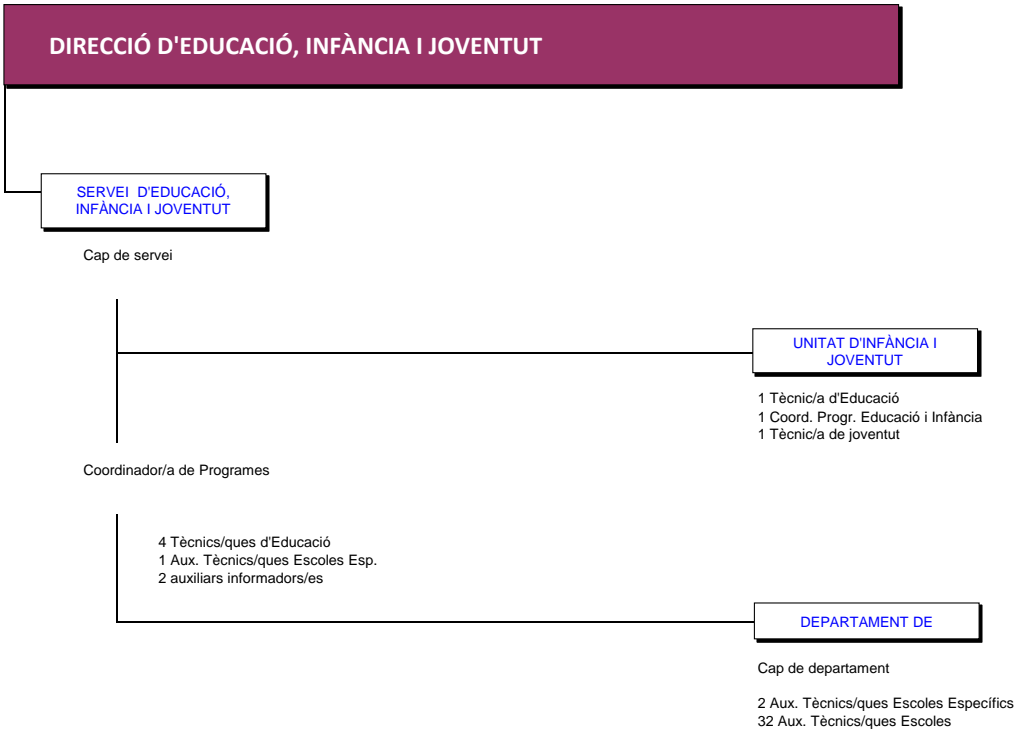 DIRECCIÓ D'EDUCACIÓ, INFÀNCIA I JOVENTUT
SERVEI D'EDUCACIÓ,
INFÀNCIA I JOVENTUT
Cap de servei
UNITAT D'INFÀNCIA I
JOVENTUT
1 Tècnic/a d'Educació
1 Coord. Progr. Educació i Infància
1 Tècnic/a de joventut
Coordinador/a de Programes
4 Tècnics/ques d'Educació
1 Aux. Tècnics/ques Escoles Esp.
2 auxiliars informadors/es
DEPARTAMENT DE
Cap de departament
2 Aux. Tècnics/ques Escoles Específics
32 Aux. Tècnics/ques Escoles